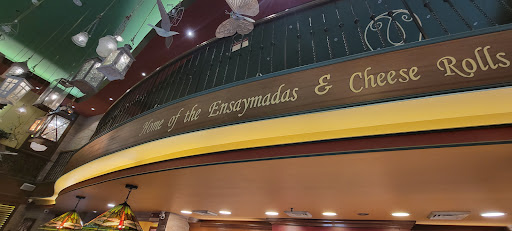 Home of the Ensaymadas & Cheese Rolls